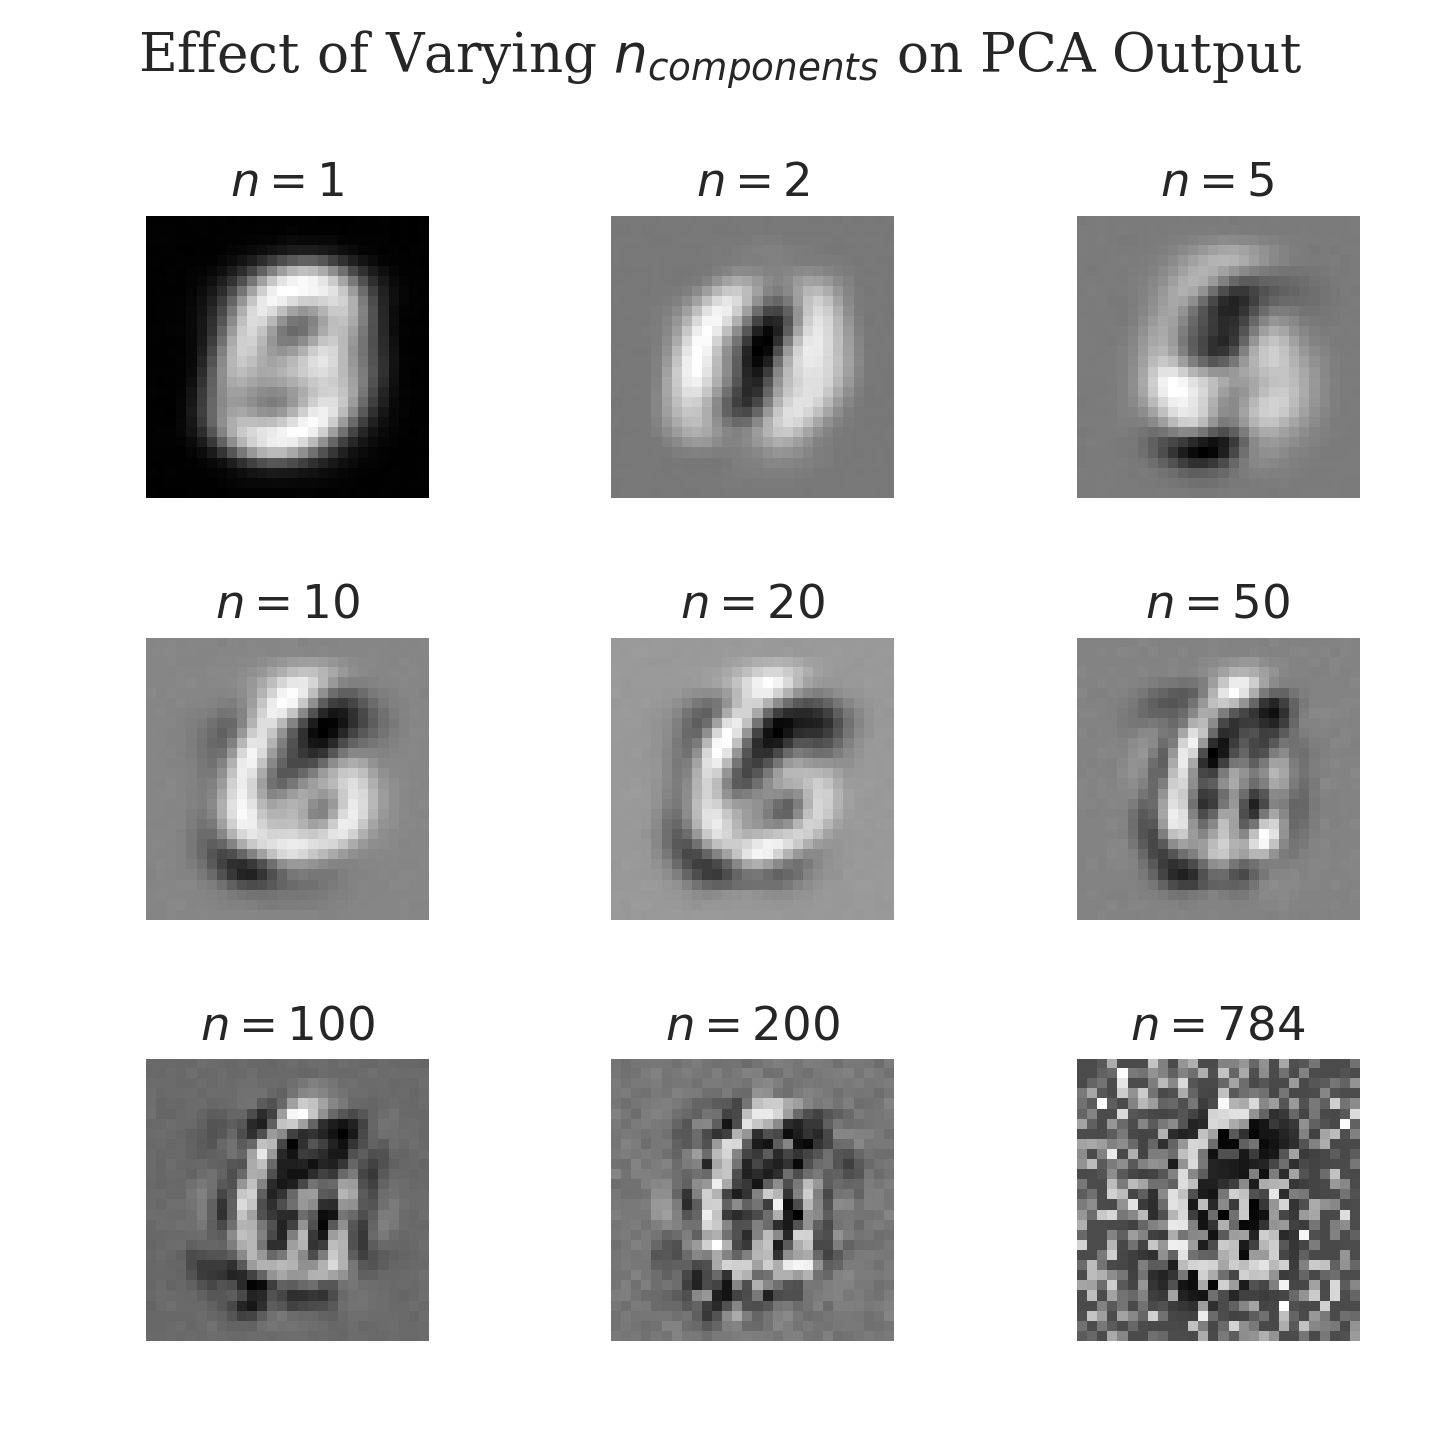 Effect of Varying n_components on PCA Output
n = 1
n = 2
n = 5
n = 10
n = 20
n = 50
n = 100
n = 200
n = 784